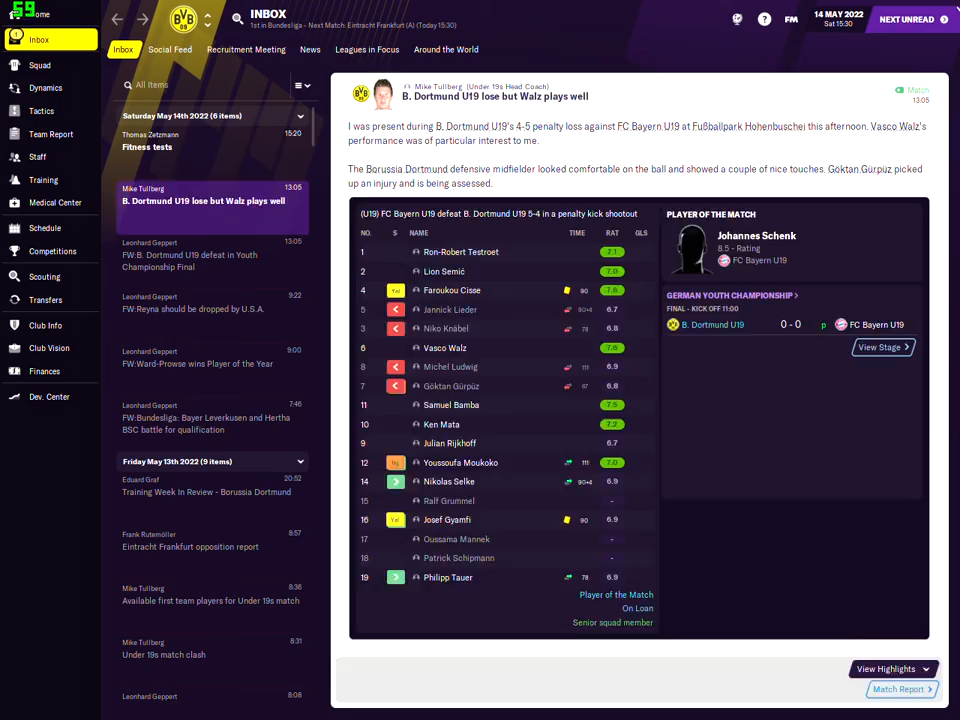 59
ome
Inbox
1
Squad
Dynamics
Tactics
Team Report
Staff
Training
Medical Center
Schedule
Competitions
Scouting
Transfers
Club Info
Club Vision
Finances
Dev. Center
BVB
09
INBOX
1st in Bundesliga - Next Match: Eintracht Frankfurt (A) (Today 15:30)
?
FM
14 MAY 2022
Sat 15:30
NEXT UNREAD
Inbox
Social Feed
Recruitment Meeting
News
Leagues in Focus
Around the World
All Items
Saturday May 14th 2022 (6 items)
Thomas Zetzmann
15:20
Fitness tests
Mike Tullberg
13:05
B. Dortmund U19 lose but Walz plays well
Leonhard Geppert
13:05
FW:B. Dortmund U19 defeat in Youth
Championship Final
Leonhard Geppert
9:22
FW:Reyna should be dropped by U.S.A.
Leonhard Geppert
9:00
FW:Ward-Prowse wins Player of the Year
Leonhard Geppert
7:46
FW:Bundesliga: Bayer Leverkusen and Hertha
BSC battle for qualification
Friday May 13th 2022 (9 items)
Eduard Graf
20:52
Training Week In Review - Borussia Dortmund
Frank Rutemöller
8:57
Eintracht Frankfurt opposition report
Mike Tullberg
8:36
Available first team players for Under 19s match
Mike Tullberg
8:31
Under 19s match clash
Leonhard Geppert
8:08
Mike Tullberg (Under 19s Head Coach)
B. Dortmund U19 lose but Walz plays well
Match
13:05
I was present during B. Dortmund U19's 4-5 penalty loss against FC Bayern U19 at Fußballpark Hohenbuschei this afternoon. Vasco Walz's
performance was of particular interest to me.
The Borussia Dortmund defensive midfielder looked comfortable on the ball and showed a couple of nice touches. Göktan Gürpüz picked
up an injury and is being assessed.
(U19) FC Bayern U19 defeat B. Dortmund U19 5-4 in a penalty kick shootout
NO. S NAME TIME RAT GLS
1 Ron-Robert Testroet 7.1
2 Lion Semić 7.0
4 Yel Faroukou Cisse 90 7.6
5 Jannick Lieder 90+4 6.7
3 Niko Knäbel 78 6.8
6 Vasco Walz 7.6
8 Michel Ludwig 111 6.9
7 Göktan Gürpüz 67 6.8
11 Samuel Bamba 7.5
10 Ken Mata 7.2
9 Julian Rijkhoff 6.7
12 Inj Youssoufa Moukoko 111 7.0
14 Nikolas Selke 90+4 6.9
15 Ralf Grummel -
16 Yel Josef Gyamfi 90 6.9
17 Oussama Mannek -
18 Patrick Schipmann -
19 Philipp Tauer 78 6.9
Player of the Match
On Loan
Senior squad member
PLAYER OF THE MATCH
Johannes Schenk
8.5 - Rating
FC Bayern U19
GERMAN YOUTH CHAMPIONSHIP >
FINAL - KICK OFF 11:00
B. Dortmund U19 0 - 0 p FC Bayern U19
View Stage >
View Highlights
Match Report >